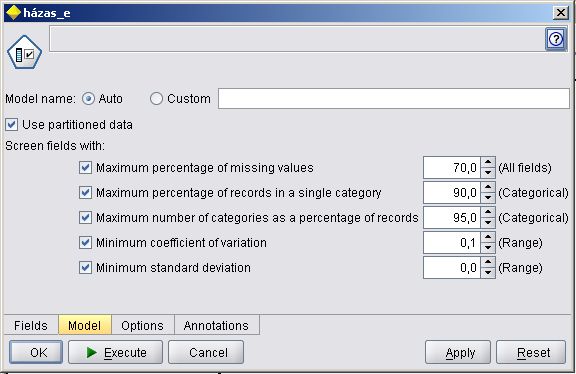 házas_e
Model name: Auto Custom
Use partitioned data
Screen fields with:
Maximum percentage of missing values 70,0 (All fields)
Maximum percentage of records in a single category 90,0 (Categorical)
Maximum number of categories as a percentage of records 95,0 (Categorical)
Minimum coefficient of variation 0,1 (Range)
Minimum standard deviation 0,0 (Range)
Fields Model Options Annotations
OK Execute Cancel Apply Reset